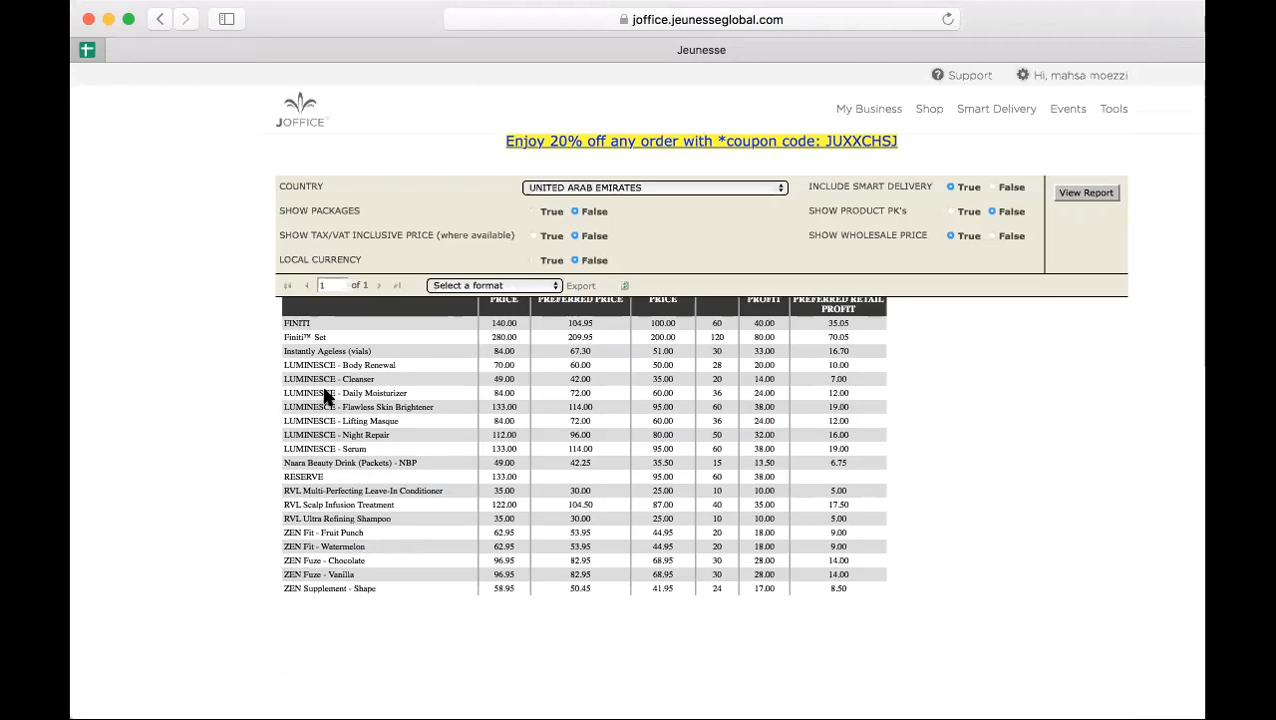 joffice.jeunesseglobal.com
Jeunesse
Support Hi, mahsa moezzi
JOFFICE
My Business Shop Smart Delivery Events Tools
Enjoy 20% off any order with *coupon code: JUXXCHSJ
COUNTRY UNITED ARAB EMIRATES INCLUDE SMART DELIVERY True False View Report
SHOW PACKAGES True False SHOW PRODUCT PK's True False
SHOW TAX/VAT INCLUSIVE PRICE (where available) True False SHOW WHOLESALE PRICE True False
LOCAL CURRENCY True False
1 of 1 Select a format Export
PRICE PREFERRED PRICE PRICE PROFIT PREFERRED RETAIL
PROFIT
FINITI 140.00 104.95 100.00 60 40.00 35.05
Finiti™ Set 280.00 209.95 200.00 120 80.00 70.05
Instantly Ageless (vials) 84.00 67.30 51.00 30 33.00 16.70
LUMINESCE - Body Renewal 70.00 60.00 50.00 28 20.00 10.00
LUMINESCE - Cleanser 49.00 42.00 35.00 20 14.00 7.00
LUMINESCE - Daily Moisturizer 84.00 72.00 60.00 36 24.00 12.00
LUMINESCE - Flawless Skin Brightener 133.00 114.00 95.00 60 38.00 19.00
LUMINESCE - Lifting Masque 84.00 72.00 60.00 36 24.00 12.00
LUMINESCE - Night Repair 112.00 96.00 80.00 50 32.00 16.00
LUMINESCE - Serum 133.00 114.00 95.00 60 38.00 19.00
Naara Beauty Drink (Packets) - NBP 49.00 42.25 35.50 15 13.50 6.75
RESERVE 133.00 95.00 60 38.00
RVL Multi-Perfecting Leave-In Conditioner 35.00 30.00 25.00 10 10.00 5.00
RVL Scalp Infusion Treatment 122.00 104.50 87.00 40 35.00 17.50
RVL Ultra Refining Shampoo 35.00 30.00 25.00 10 10.00 5.00
ZEN Fit - Fruit Punch 62.95 53.95 44.95 20 18.00 9.00
ZEN Fit - Watermelon 62.95 53.95 44.95 20 18.00 9.00
ZEN Fuze - Chocolate 96.95 82.95 68.95 30 28.00 14.00
ZEN Fuze - Vanilla 96.95 82.95 68.95 30 28.00 14.00
ZEN Supplement - Shape 58.95 50.45 41.95 24 17.00 8.50